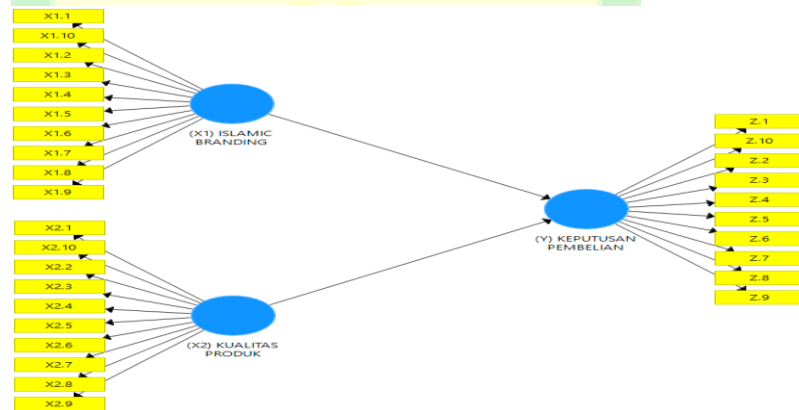 X1.1
X1.10
X1.2
X1.3
X1.4
X1.5
X1.6
X1.7
X1.8
X1.9
(X1) ISLAMIC
BRANDING
X2.1
X2.10
X2.2
X2.3
X2.4
X2.5
X2.6
X2.7
X2.8
X2.9
(X2) KUALITAS
PRODUK
(Y) KEPUTUSAN
PEMBELIAN
Z.1
Z.10
Z.2
Z.3
Z.4
Z.5
Z.6
Z.7
Z.8
Z.9